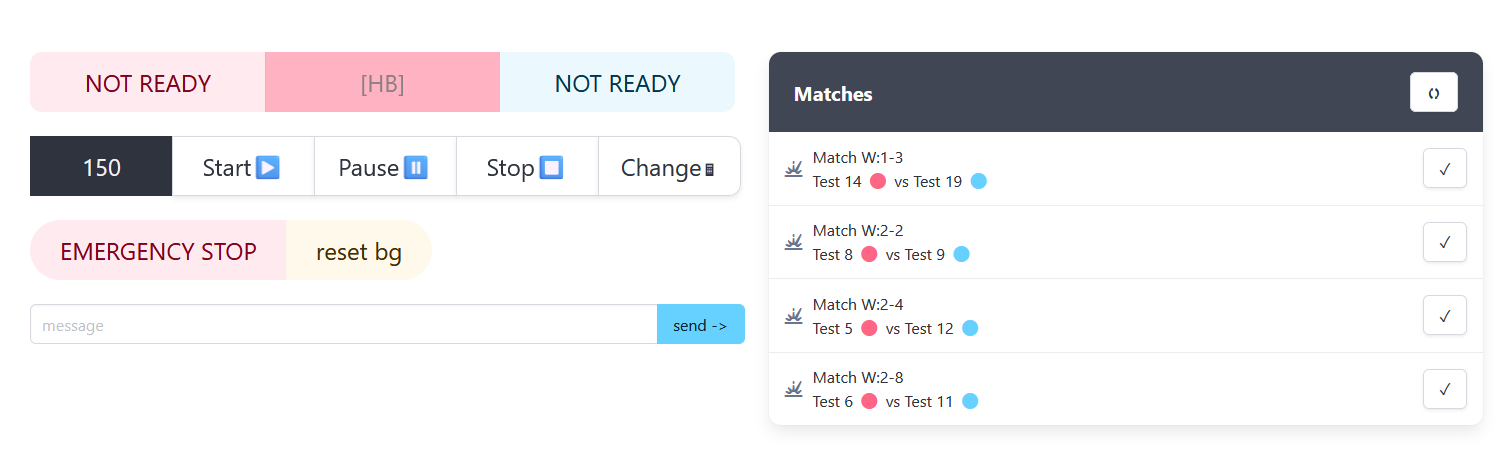 NOT READY [HB] NOT READY
150 Start▶️ Pause⏸️ Stop⏹️ Change🖩
EMERGENCY STOP reset bg
message send ->
Matches
Match W:1-3
Test 14 🔴 vs Test 19 🔵 ✓
Match W:2-2
Test 8 🔴 vs Test 9 🔵 ✓
Match W:2-4
Test 5 🔴 vs Test 12 🔵 ✓
Match W:2-8
Test 6 🔴 vs Test 11 🔵 ✓